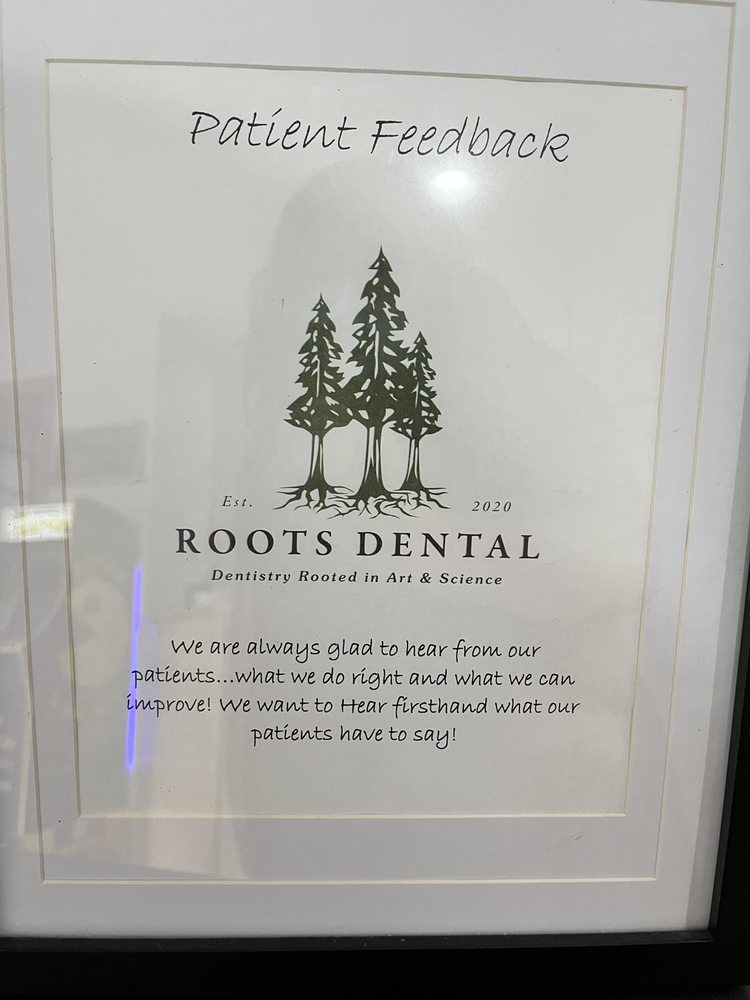 Patient Feedback
Est. 2020
ROOTS DENTAL
Dentistry Rooted in Art & Science
We are always glad to hear from our
patients...what we do right and what we can
improve! We want to Hear firsthand what our
patients have to say!